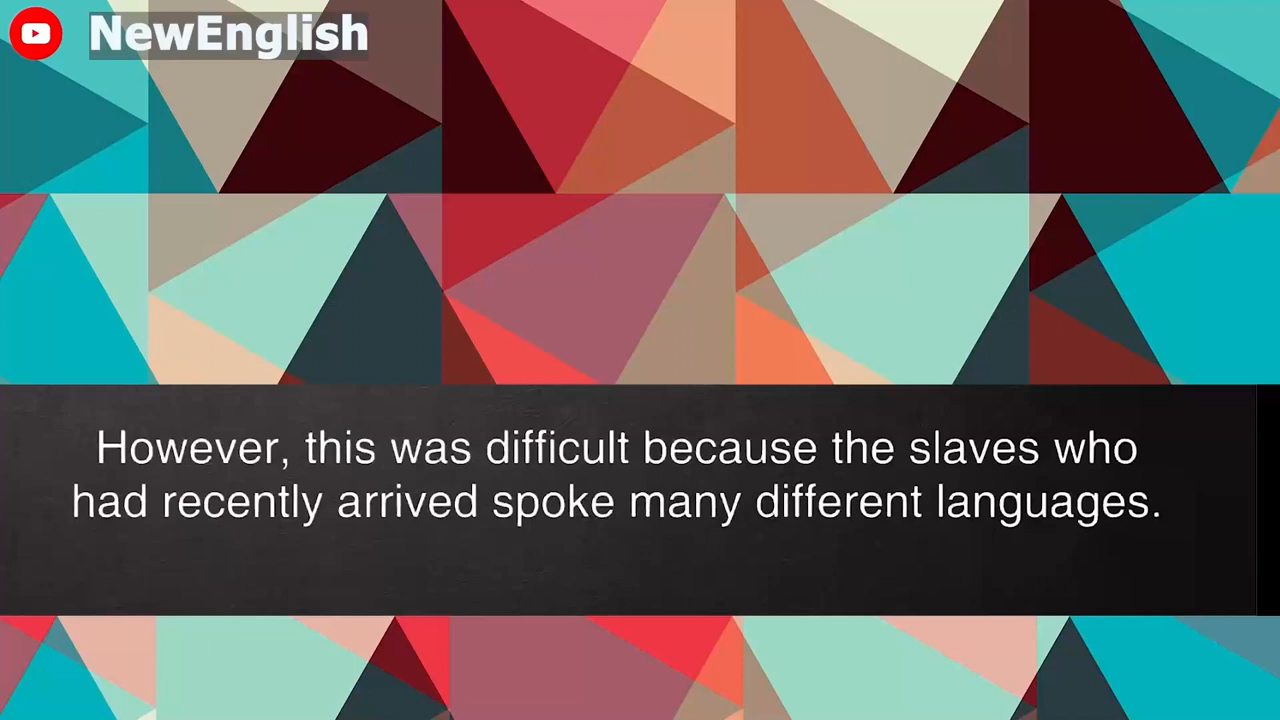 NewEnglish
However, this was difficult because the slaves who
had recently arrived spoke many different languages.